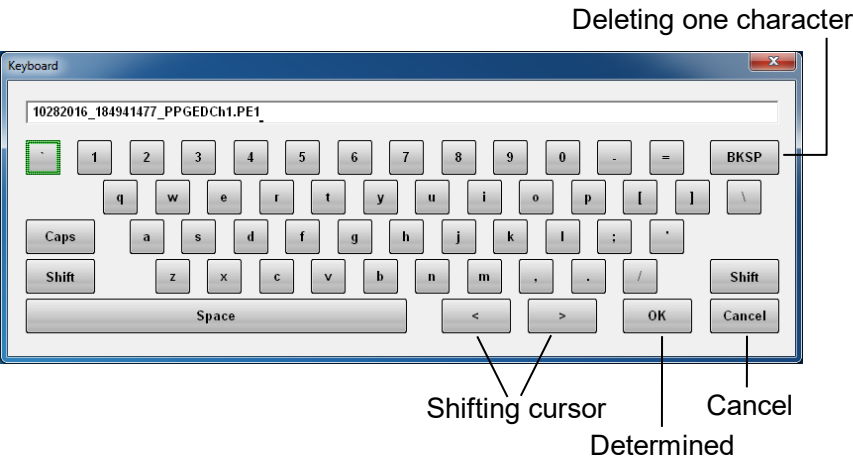 Deleting one character
Keyboard
x
10282016_184941477_PPGEDCh1.PE1
` 1 2 3 4 5 6 7 8 9 0 - = BKSP
q w e r t y u i o p [ ] \
Caps a s d f g h j k l ; '
Shift z x c v b n m , . / Shift
Space < > OK Cancel
Shifting cursor
Cancel
Determined